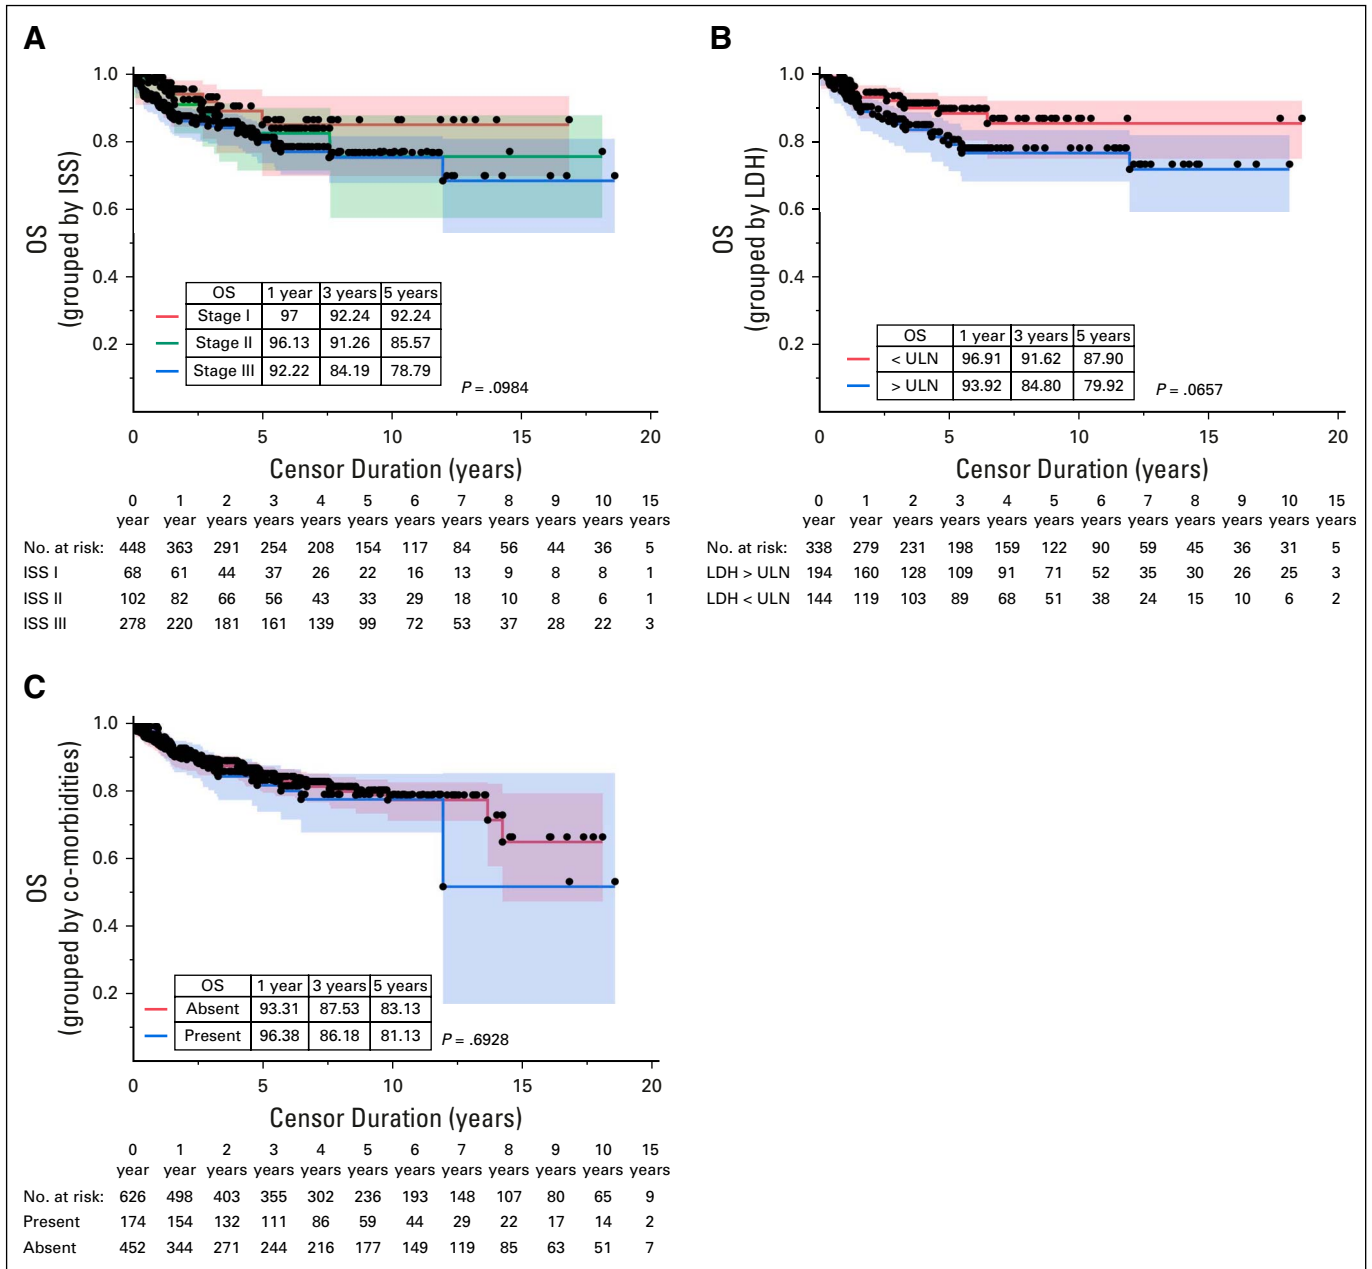 A
1.0
0.8
0.6
0.4
0.2
OS
(grouped by ISS)
OS 1 year 3 years 5 years
Stage I 97 92.24 92.24
Stage II 96.13 91.26 85.57
Stage III 92.22 84.19 78.79
P = .0984
0 5 10 15 20
Censor Duration (years)
0 1 2 3 4 5 6 7 8 9 10 15
year year years years years years years years years years years years
No. at risk: 448 363 291 254 208 154 117 84 56 44 36 5
ISS I 68 61 44 37 26 22 16 13 9 8 8 1
ISS II 102 82 66 56 43 33 29 18 10 8 6 1
ISS III 278 220 181 161 139 99 72 53 37 28 22 3
B
1.0
0.8
0.6
0.4
0.2
OS
(grouped by LDH)
OS 1 year 3 years 5 years
< ULN 96.91 91.62 87.90
> ULN 93.92 84.80 79.92
P = .0657
0 5 10 15 20
Censor Duration (years)
0 1 2 3 4 5 6 7 8 9 10 15
year year years years years years years years years years years years
No. at risk: 338 279 231 198 159 122 90 59 45 36 31 5
LDH > ULN 194 160 128 109 91 71 52 35 30 26 25 3
LDH < ULN 144 119 103 89 68 51 38 24 15 10 6 2
C
1.0
0.8
0.6
0.4
0.2
OS
(grouped by co-morbidities)
OS 1 year 3 years 5 years
Absent 93.31 87.53 83.13
Present 96.38 86.18 81.13
P = .6928
0 5 10 15 20
Censor Duration (years)
0 1 2 3 4 5 6 7 8 9 10 15
year year years years years years years years years years years years
No. at risk: 626 498 403 355 302 236 193 148 107 80 65 9
Present 174 154 132 111 86 59 44 29 22 17 14 2
Absent 452 344 271 244 216 177 149 119 85 63 51 7